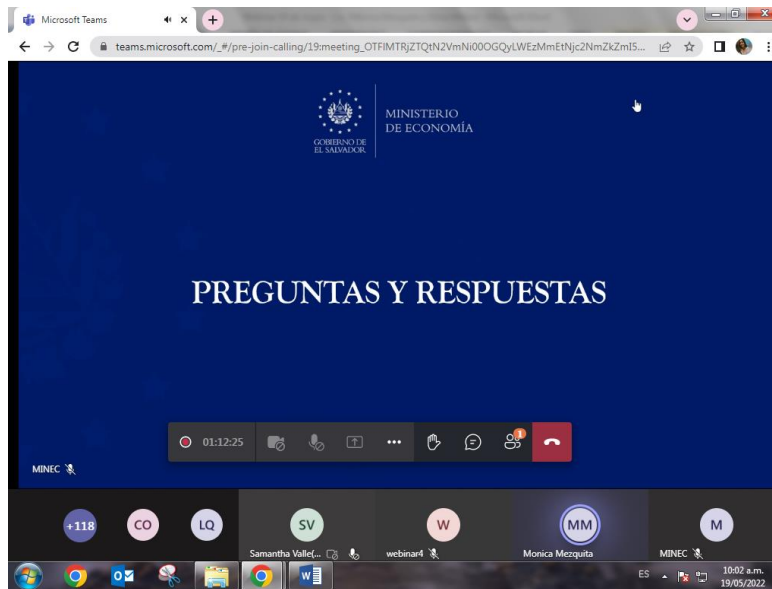 Microsoft Teams
teams.microsoft.com/_#/pre-join-calling/19:meeting_OTFlMTRjZTQtN2VmNi00OGQyLWEzMmEtNjc2NmZkZmI5...
GOBIERNO DE
EL SALVADOR
MINISTERIO
DE ECONOMÍA
PREGUNTAS Y RESPUESTAS
01:12:25
1
MINEC
+118
CO
LQ
SV
W
MM
M
Samantha Valle(...
webinar4
Monica Mezquita
MINEC
ES
10:02 a.m.
19/05/2022